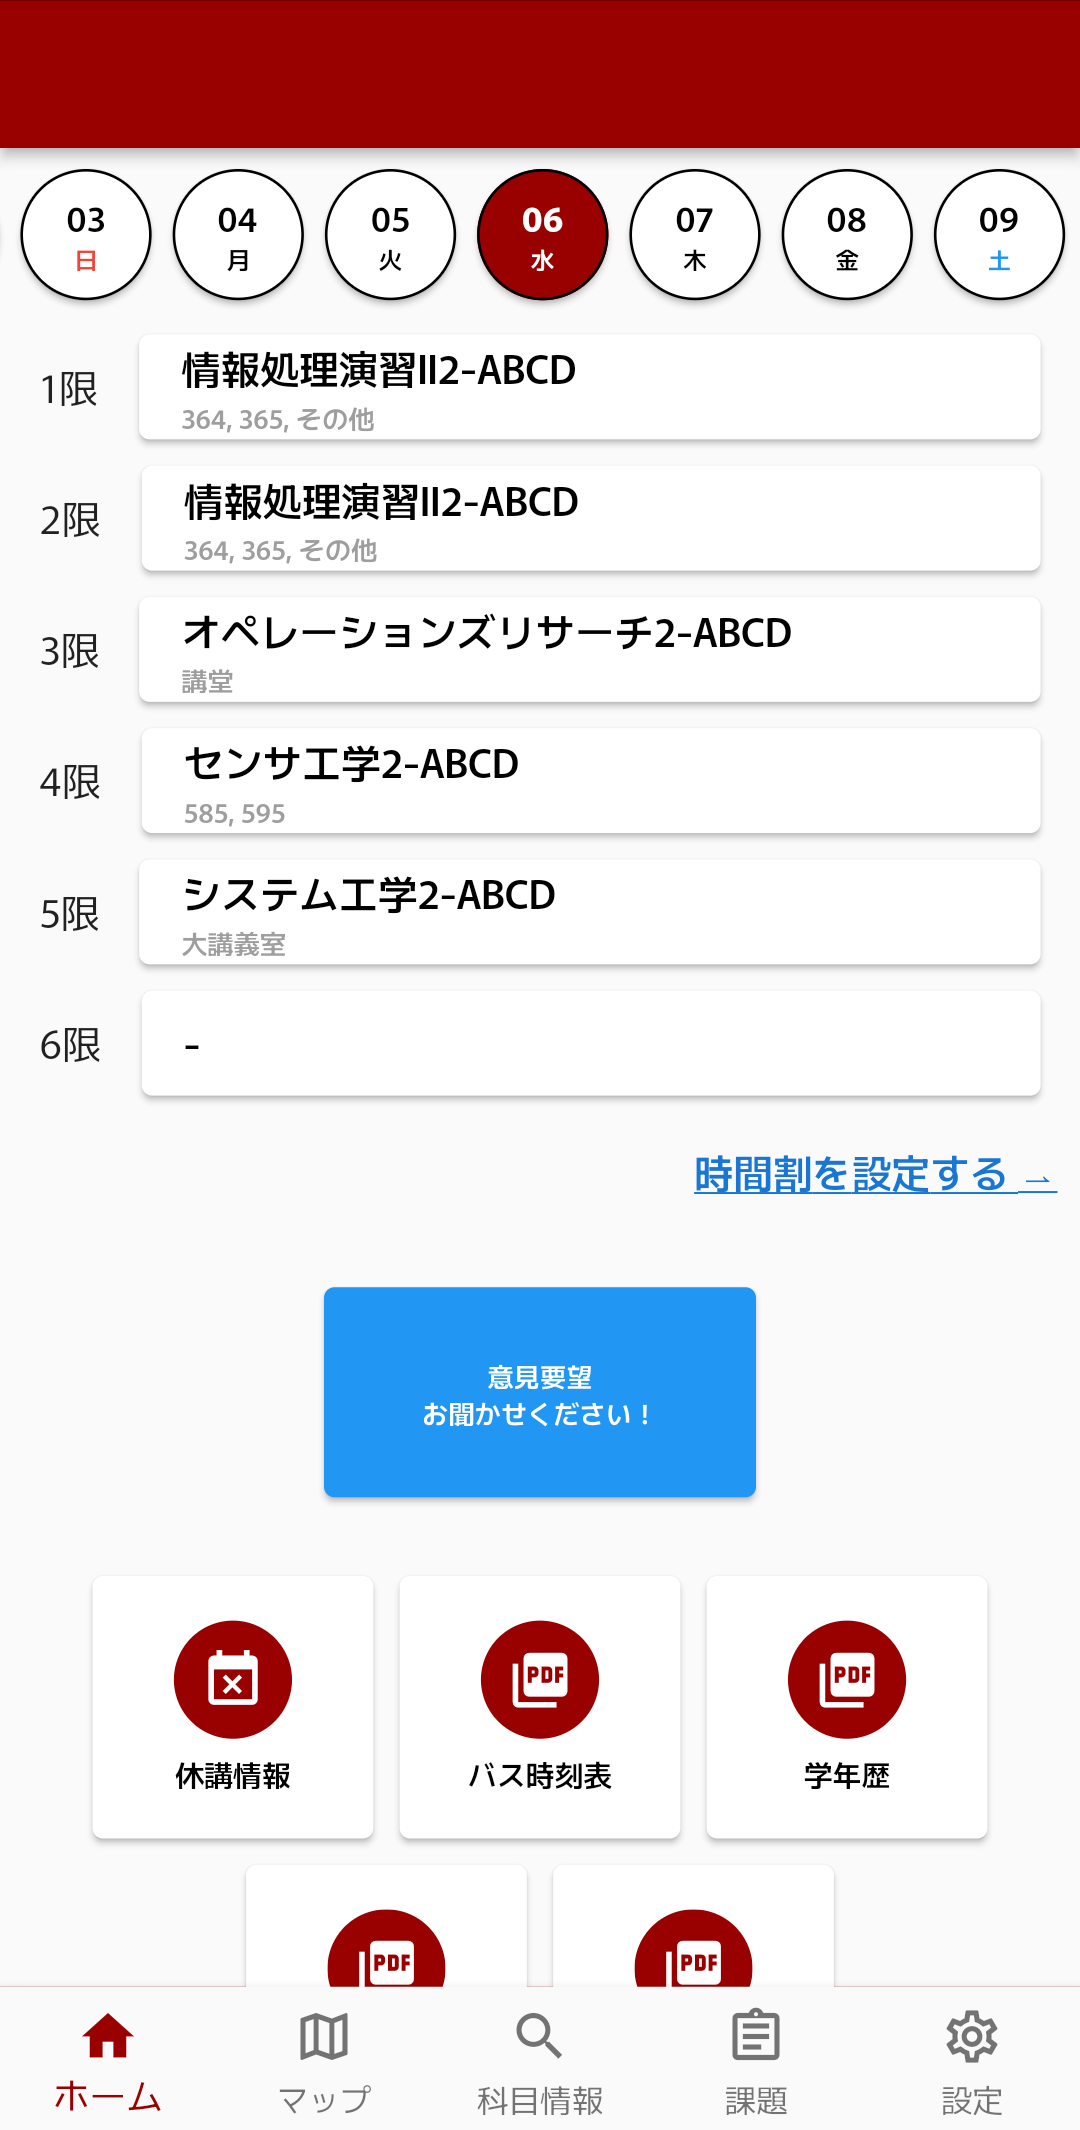 03 04 05 06 07 08 09
日 月 火 水 木 金 土
1限
情報処理演習II2-ABCD
364, 365, その他
2限
情報処理演習II2-ABCD
364, 365, その他
3限
オペレーションズリサーチ2-ABCD
講堂
4限
センサ工学2-ABCD
585, 595
5限
システム工学2-ABCD
大講義室
6限
-
時間割を設定する →
意見要望
お聞かせください！
PDF PDF
休講情報 バス時刻表 学年歴
PDF PDF
ホーム マップ 科目情報 課題 設定